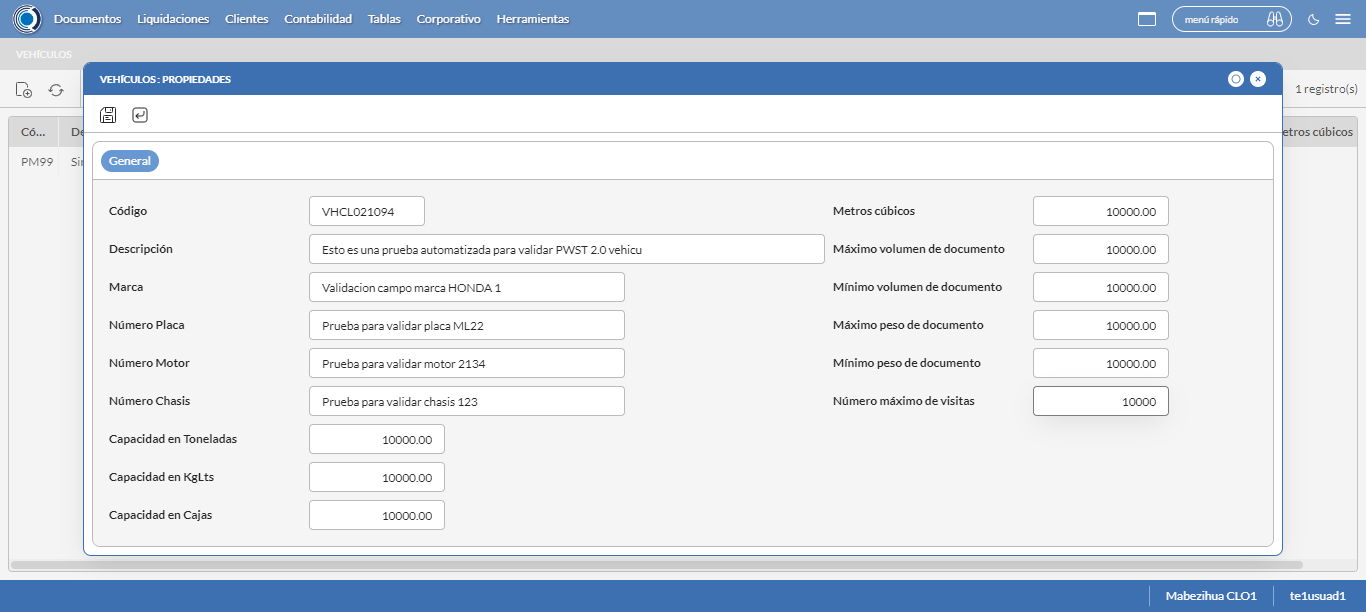 Documentos Liquidaciones Clientes Contabilidad Tablas Corporativo Herramientas menú rápido
VEHÍCULOS
VEHÍCULOS : PROPIEDADES
1 registro(s)
Có... De etros cúbicos
PM99 Sin
General
Código VHCL021094
Descripción Esto es una prueba automatizada para validar PWST 2.0 vehicu
Marca Validacion campo marca HONDA 1
Número Placa Prueba para validar placa ML22
Número Motor Prueba para validar motor 2134
Número Chasis Prueba para validar chasis 123
Capacidad en Toneladas 10000.00
Capacidad en KgLts 10000.00
Capacidad en Cajas 10000.00
Metros cúbicos 10000.00
Máximo volumen de documento 10000.00
Mínimo volumen de documento 10000.00
Máximo peso de documento 10000.00
Mínimo peso de documento 10000.00
Número máximo de visitas 10000
Mabezihua CLO1 te1usuad1